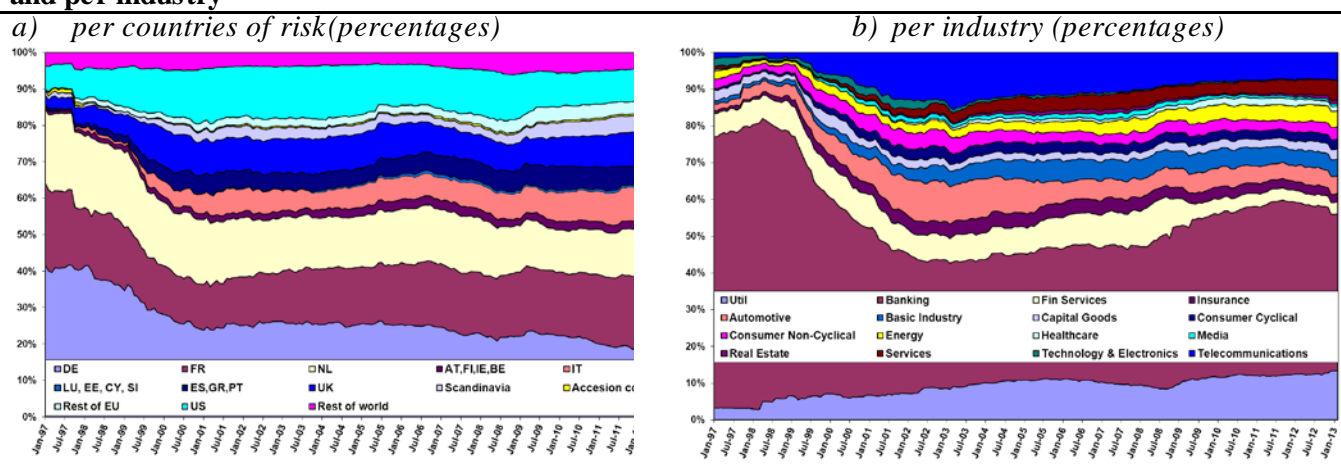 and per industry
a) per countries of risk(percentages)
100%
90%
80%
70%
60%
50%
40%
30%
20%
10%
0%
DE FR NL AT,FI,IE,BE IT
LU, EE, CY, SI ES,GR,PT UK Scandinavia Accesion co
Rest of EU US Rest of world
Jan-97 Jul-97 Jan-98 Jul-98 Jan-99 Jul-99 Jan-00 Jul-00 Jan-01 Jul-01 Jan-02 Jul-02 Jan-03 Jul-03 Jan-04 Jul-04 Jan-05 Jul-05 Jan-06 Jul-06 Jan-07 Jul-07 Jan-08 Jul-08 Jan-09 Jul-09 Jan-10 Jul-10 Jan-11 Jul-11
b) per industry (percentages)
100%
90%
80%
70%
60%
50%
40%
30%
20%
10%
0%
Util Banking Fin Services Insurance
Automotive Basic Industry Capital Goods Consumer Cyclical
Consumer Non-Cyclical Energy Healthcare Media
Real Estate Services Technology & Electronics Telecommunications
Jan-97 Jul-97 Jan-98 Jul-98 Jan-99 Jul-99 Jan-00 Jul-00 Jan-01 Jul-01 Jan-02 Jul-02 Jan-03 Jul-03 Jan-04 Jul-04 Jan-05 Jul-05 Jan-06 Jul-06 Jan-07 Jul-07 Jan-08 Jul-08 Jan-09 Jul-09 Jan-10 Jul-10 Jan-11 Jul-11 Jan-12 Jul-12 Jan-13